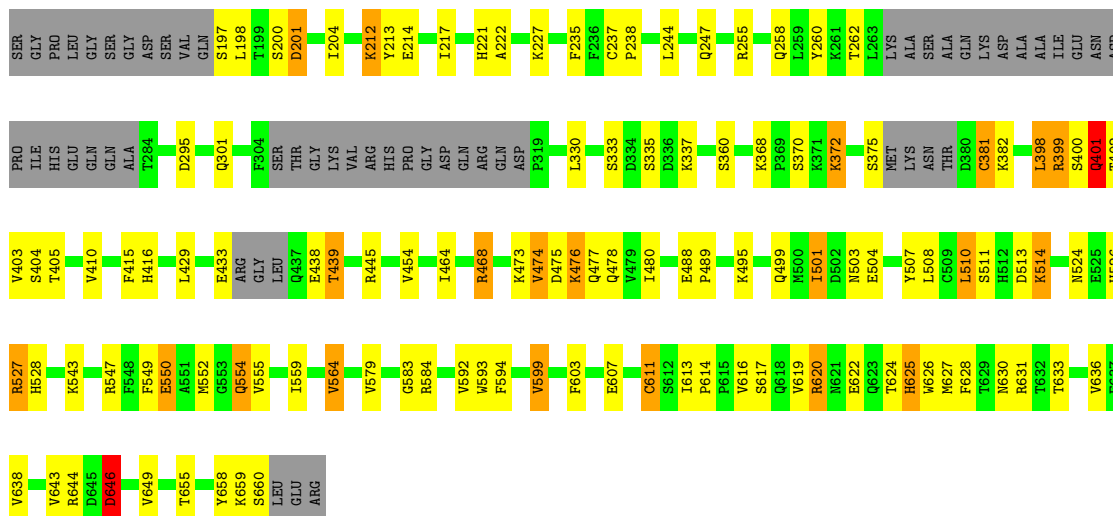 SER GLY PRO LEU GLY SER GLY ASP SER VAL GLN S197 L198 T199 S200 D201 I204 K212 Y213 E214 I217 H221 A222 K227 F235 F236 C237 P238 L244 Q247 R255 Q258 L259 Y260 K261 T262 L263 LYS ALA SER ALA GLN LYS ASP ALA ALA ILE GLU ASN ASP
PRO ILE HIS GLU GLN GLN ALA T284 D295 Q301 F304 SER THR GLY LYS VAL ARG HIS PRO GLY ASP GLN ARG GLN ASP P319 L330 S333 D334 S335 D336 K337 S360 K368 P369 S370 K371 K372 S375 MET LYS ASN THR D380 C381 K382 L398 R399 S400 Q401
V403 S404 T405 V410 F415 H416 L429 E433 ARG GLY LEU Q437 E438 T439 R445 V454 I464 R468 K473 V474 D475 K476 Q477 Q478 V479 I480 E488 P489 K495 Q499 M500 I501 D502 N503 E504 Y507 L508 C509 L510 S511 H512 D513 K514 N524 E525
R527 H528 K543 R547 F548 F549 E550 A551 M552 G553 Q554 V555 I559 V564 V579 G583 R584 V592 W593 F594 V599 F603 E607 C611 S612 I613 P614 P615 V616 S617 Q618 V619 R620 N621 E622 Q623 T624 H625 W626 M627 F628 T629 N630 R631 T632 T633 V636
V638 V643 R644 D645 D646 V649 T655 Y658 K659 S660 LEU GLU ARG